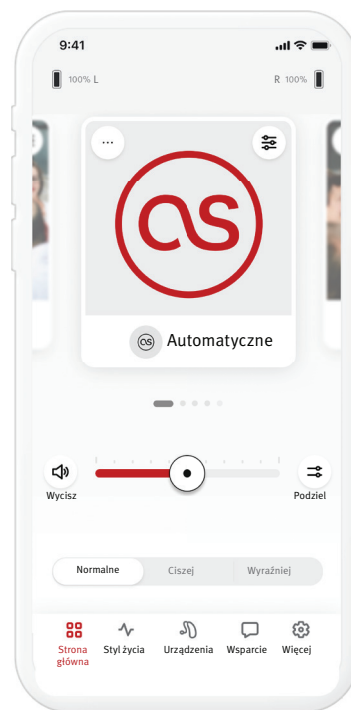 9:41
100% L
R 100%
...
Automatyczne
Wycisz
Podziel
Normalne Ciszej Wyraźniej
Strona główna
Styl życia
Urządzenia
Wsparcie
Więcej